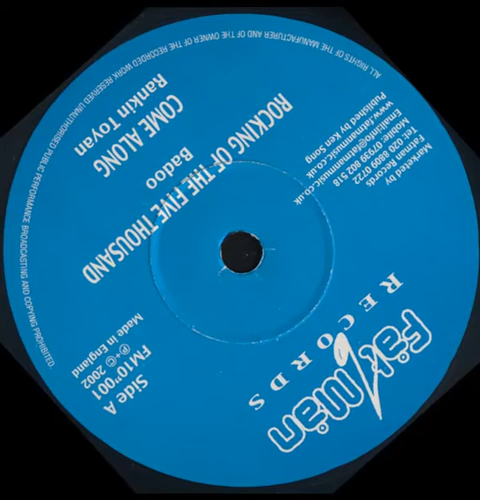 Fat Man
RECORDS
Side A
FM10"001
℗+© 2002
Made in England
Marketed by
Fatman Records
Tel: 020 8809 0722
Mobile: 07939 802 518
Email:info@fatmanmusic.co.uk
www.fatmanmusic.co.uk
Published by Ken Song
ROCKING OF THE FIVE THOUSAND
Badoo
COME ALONG
Rankin Toyan
ALL RIGHTS OF THE MANUFACTURER AND OF THE OWNER OF THE RECORDED WORK RESERVED UNAUTHORISED PUBLIC PERFORMANCE BROADCASTING AND COPYING PROHIBITED.